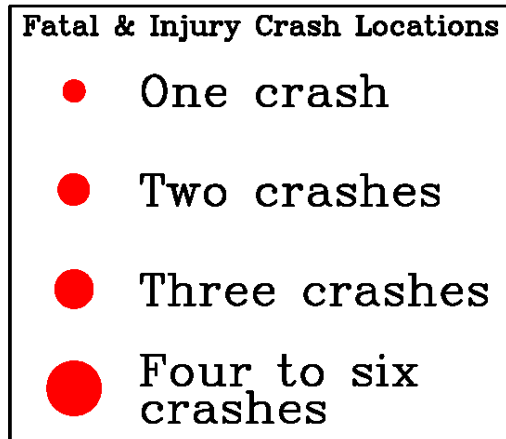 Fatal & Injury Crash Locations
One crash
Two crashes
Three crashes
Four to six
crashes